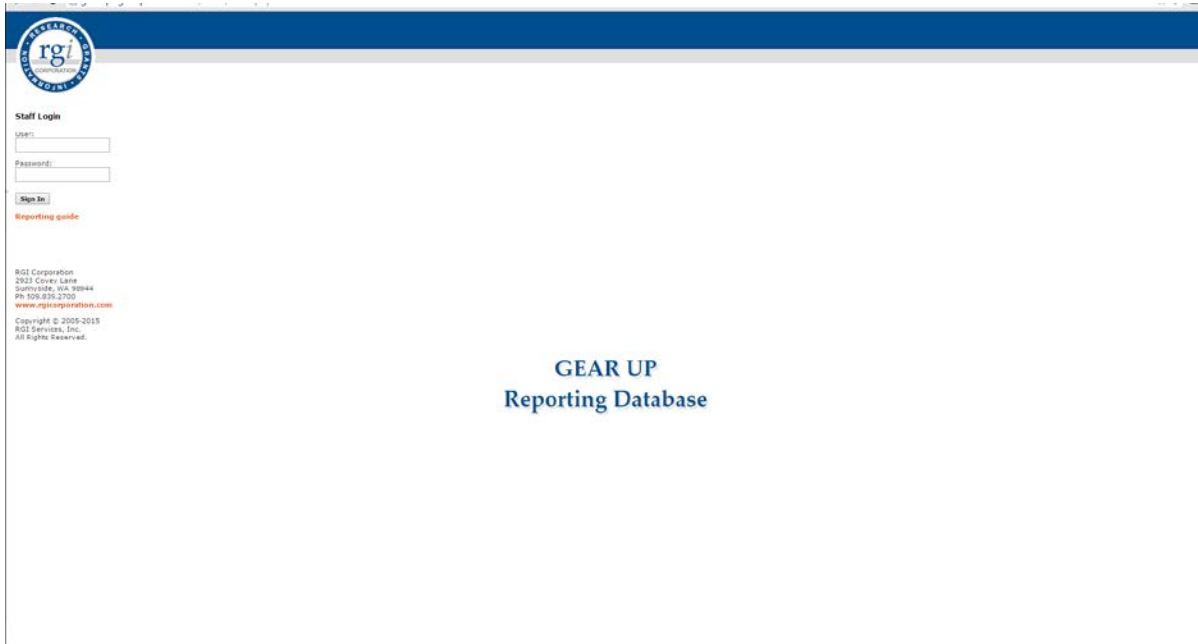 RESEARCH • GRANTS • INFORMATION
rgi
CORPORATION
Staff Login
User:
Password:
Sign In
Reporting guide
RGI Corporation
2923 Covey Lane
Sunnyside, WA 98944
Ph 509.839.2700
www.rgicorporation.com
Copyright © 2005-2015
RGI Services, Inc.
All Rights Reserved.
GEAR UP
Reporting Database